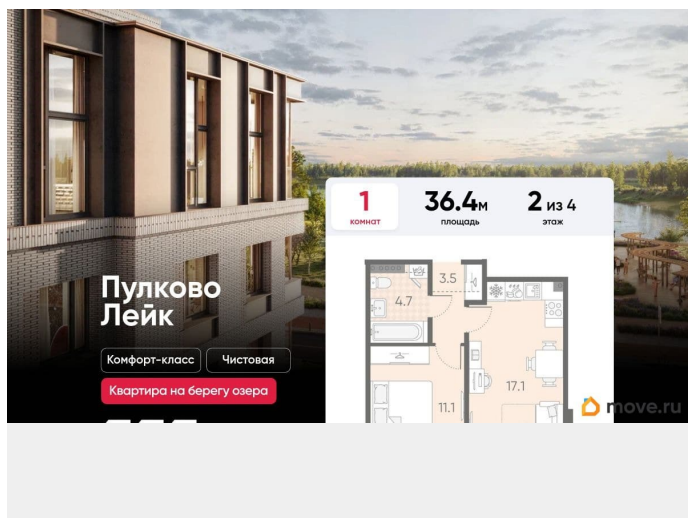 1
комнат
36.4м
площадь
2 из 4
этаж
Пулково
Лейк
Комфорт-класс
Чистовая
Квартира на берегу озера
3.5
4.7
17.1
11.1
move.ru